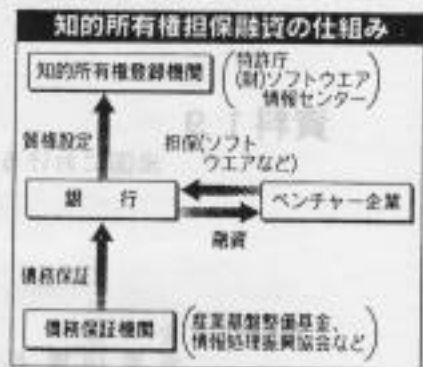 知的所有権担保融資の仕組み
知的所有権登録機関
(特許庁
(財)ソフトウエア
情報センター)
質権設定
担保(ソフト
ウエアなど)
銀 行
ベンチャー企業
融資
債務保証
債務保証機関
(産業基盤整備基金、
情報処理振興協会など)